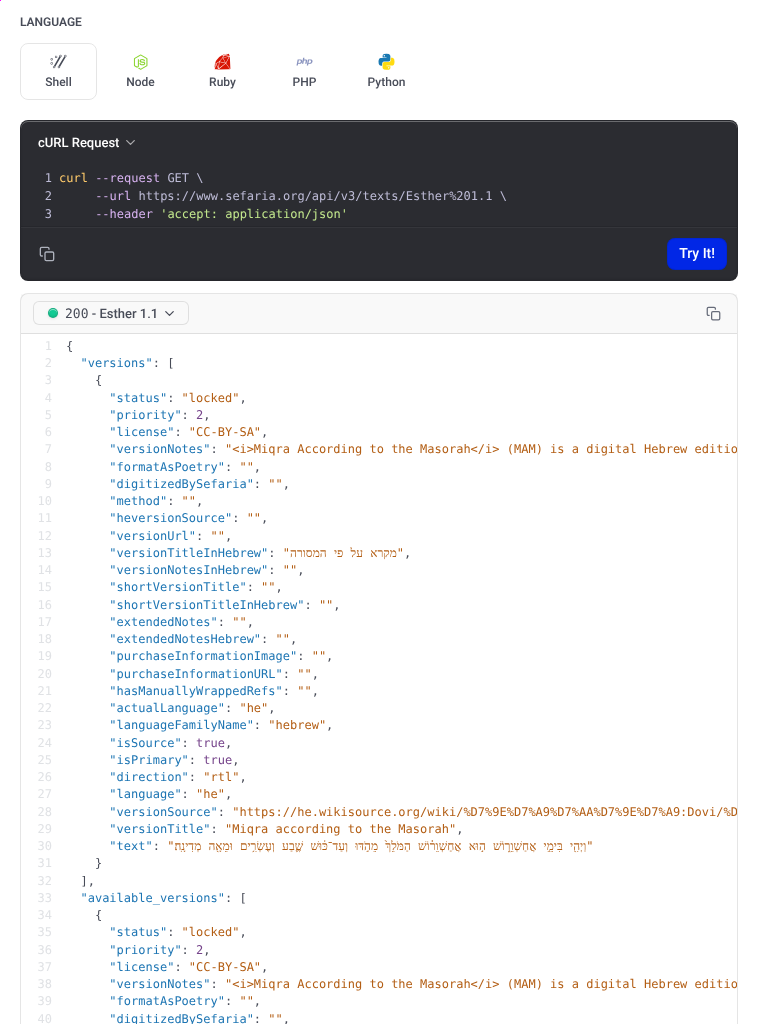 LANGUAGE
Shell
Node
Ruby
php
PHP
Python
cURL Request
1 curl --request GET \
2 --url https://www.sefaria.org/api/v3/texts/Esther%201.1 \
3 --header 'accept: application/json'
Try It!
200 - Esther 1.1
1 {
2 "versions": [
3 {
4 "status": "locked",
5 "priority": 2,
6 "license": "CC-BY-SA",
7 "versionNotes": "<i>Miqra According to the Masorah</i> (MAM) is a digital Hebrew editio
8 "formatAsPoetry": "",
9 "digitizedBySefaria": "",
10 "method": "",
11 "heversionSource": "",
12 "versionUrl": "",
13 "versionTitleInHebrew": "מקרא על פי המסורה",
14 "versionNotesInHebrew": "",
15 "shortVersionTitle": "",
16 "shortVersionTitleInHebrew": "",
17 "extendedNotes": "",
18 "extendedNotesHebrew": "",
19 "purchaseInformationImage": "",
20 "purchaseInformationURL": "",
21 "hasManuallyWrappedRefs": "",
22 "actualLanguage": "he",
23 "languageFamilyName": "hebrew",
24 "isSource": true,
25 "isPrimary": true,
26 "direction": "rtl",
27 "language": "he",
28 "versionSource": "https://he.wikisource.org/wiki/%D7%9E%D7%A9%D7%AA%D7%9E%D7%A9:Dovi/%D
29 "versionTitle": "Miqra according to the Masorah",
30 "text": "וַיְהִ֖י בִּימֵ֣י אֲחַשְׁוֵר֑וֹשׁ ה֣וּא אֲחַשְׁוֵר֗וֹשׁ הַמֹּלֵךְ֙ מֵהֹ֣דּוּ וְעַד־כּ֔וּשׁ שֶׁ֛בַע וְעֶשְׂרִ֥ים וּמֵאָ֖ה מְדִינָֽה׃"
31 }
32 ],
33 "available_versions": [
34 {
35 "status": "locked",
36 "priority": 2,
37 "license": "CC-BY-SA",
38 "versionNotes": "<i>Miqra According to the Masorah</i> (MAM) is a digital Hebrew editio
39 "formatAsPoetry": "",
40 "digitizedBySefaria": "",